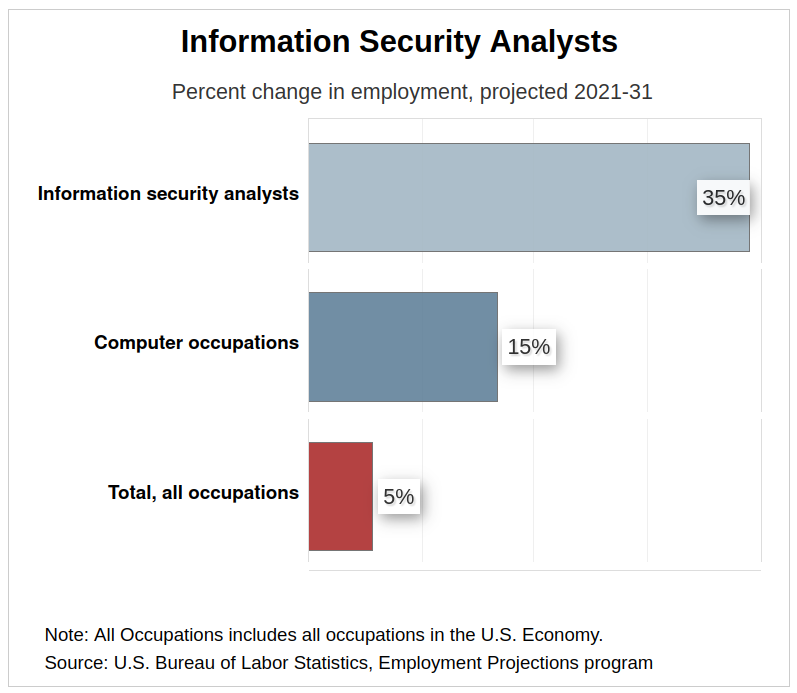 Information Security Analysts
Percent change in employment, projected 2021-31
Information security analysts
35%
Computer occupations
15%
Total, all occupations
5%
Note: All Occupations includes all occupations in the U.S. Economy.
Source: U.S. Bureau of Labor Statistics, Employment Projections program